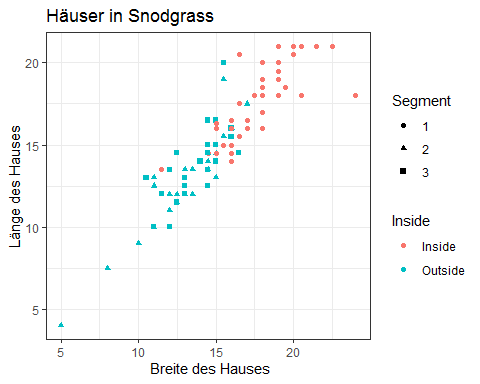 Häuser in Snodgrass
Länge des Hauses
20
15
10
5
5
10
15
20
Breite des Hauses
Segment
1
2
3
Inside
Inside
Outside